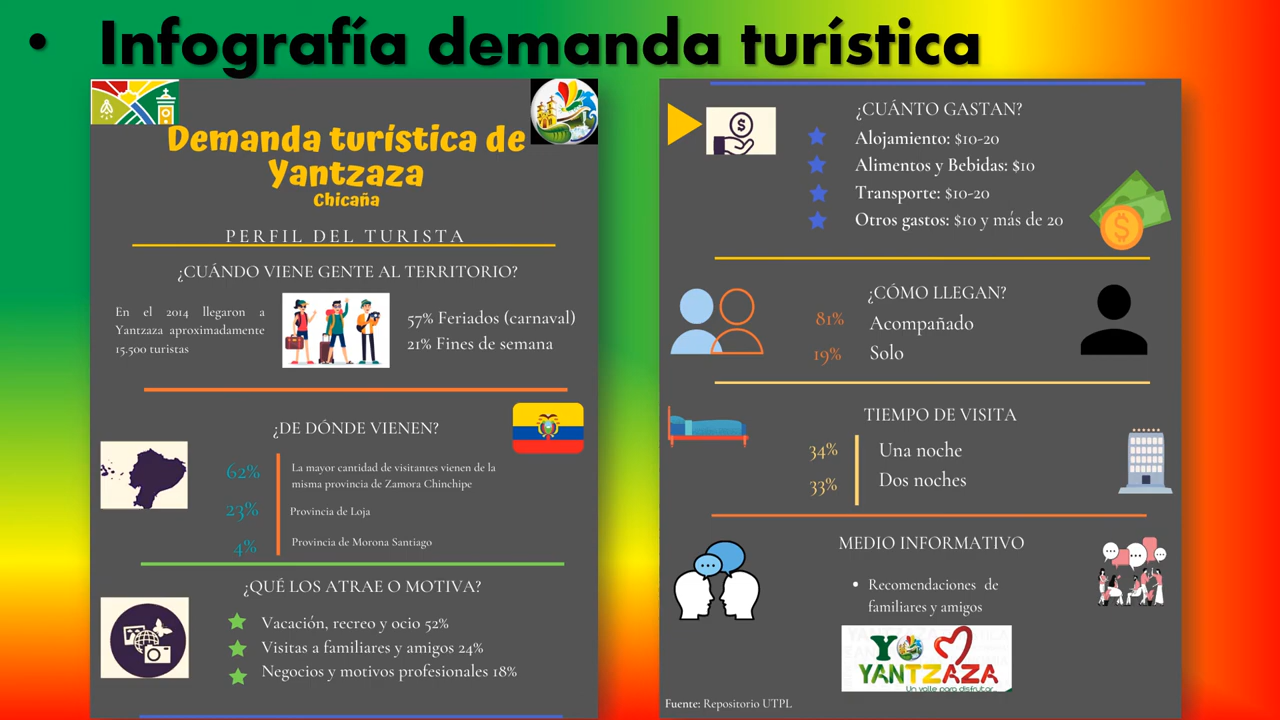 • Infografía demanda turística
Demanda turística de
Yantzaza
Chicaña
PERFIL DEL TURISTA
¿CUÁNDO VIENE GENTE AL TERRITORIO?
En el 2014 llegaron a
Yantzaza aproximadamente
15.500 turistas
57% Feriados (carnaval)
21% Fines de semana
¿DE DÓNDE VIENEN?
62% La mayor cantidad de visitantes vienen de la
misma provincia de Zamora Chinchipe
23% Provincia de Loja
4% Provincia de Morona Santiago
¿QUÉ LOS ATRAE O MOTIVA?
Vacación, recreo y ocio 52%
Visitas a familiares y amigos 24%
Negocios y motivos profesionales 18%
¿CUÁNTO GASTAN?
Alojamiento: $10-20
Alimentos y Bebidas: $10
Transporte: $10-20
Otros gastos: $10 y más de 20
¿CÓMO LLEGAN?
81% Acompañado
19% Solo
TIEMPO DE VISITA
34% Una noche
33% Dos noches
MEDIO INFORMATIVO
• Recomendaciones de
familiares y amigos
YO
YANTZAZA
Un valle para disfrutar...
Fuente: Repositorio UTPL